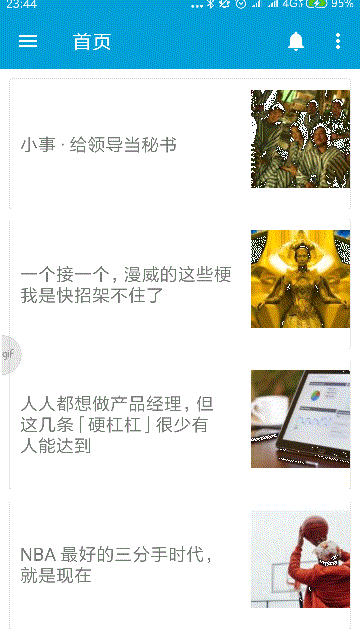 23:44
4G
95%
首页
小事 · 给领导当秘书
一个接一个，漫威的这些梗
我是快招架不住了
gif
人人都想做产品经理，但
这几条「硬杠杠」很少有
人能达到
NBA 最好的三分手时代，
就是现在